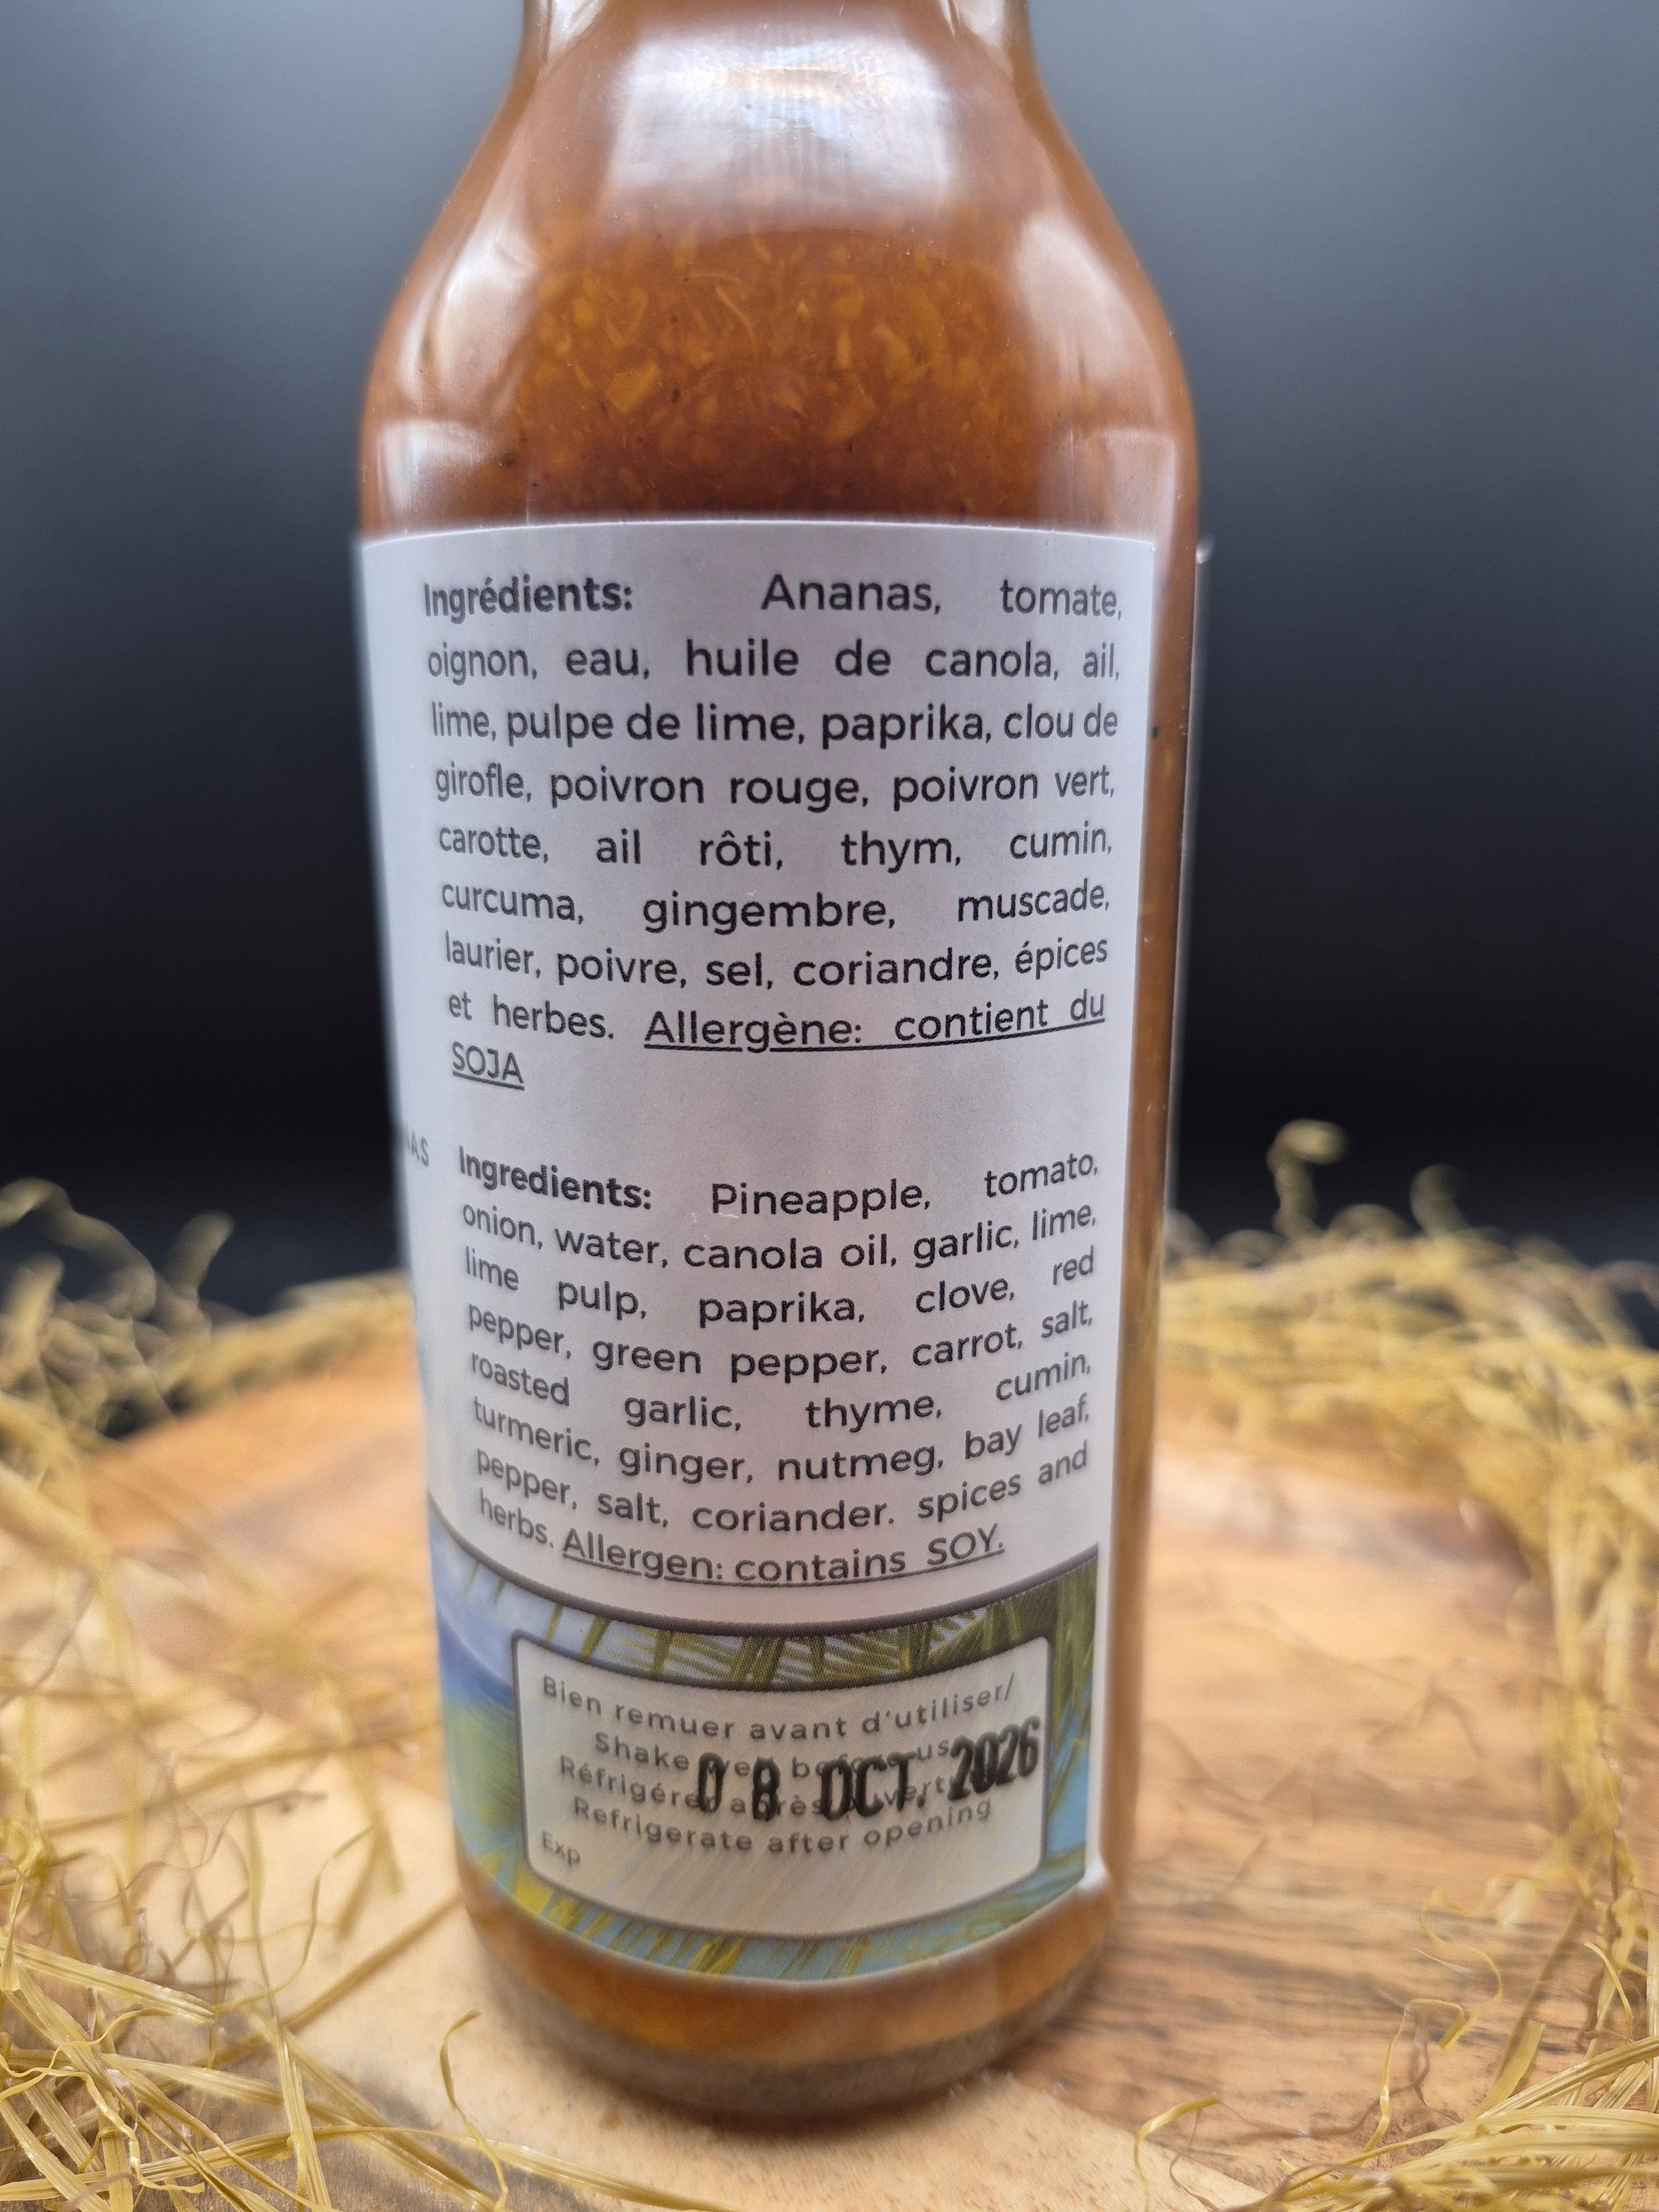 Ingrédients: Ananas, tomate,
oignon, eau, huile de canola, ail,
lime, pulpe de lime, paprika, clou de
girofle, poivron rouge, poivron vert,
carotte, ail rôti, thym, cumin,
curcuma, gingembre, muscade,
laurier, poivre, sel, coriandre, épices
et herbes. Allergène: contient du
SOJA
Ingredients: Pineapple, tomato,
onion, water, canola oil, garlic, lime,
lime pulp, paprika, clove, red
pepper, green pepper, carrot, salt,
roasted garlic, thyme, cumin,
turmeric, ginger, nutmeg, bay leaf,
pepper, salt, coriander. spices and
herbs. Allergen: contains SOY.
Bien remuer avant d'utiliser/
Shake
08 OCT. 2026
Refrigerate after opening
Exp